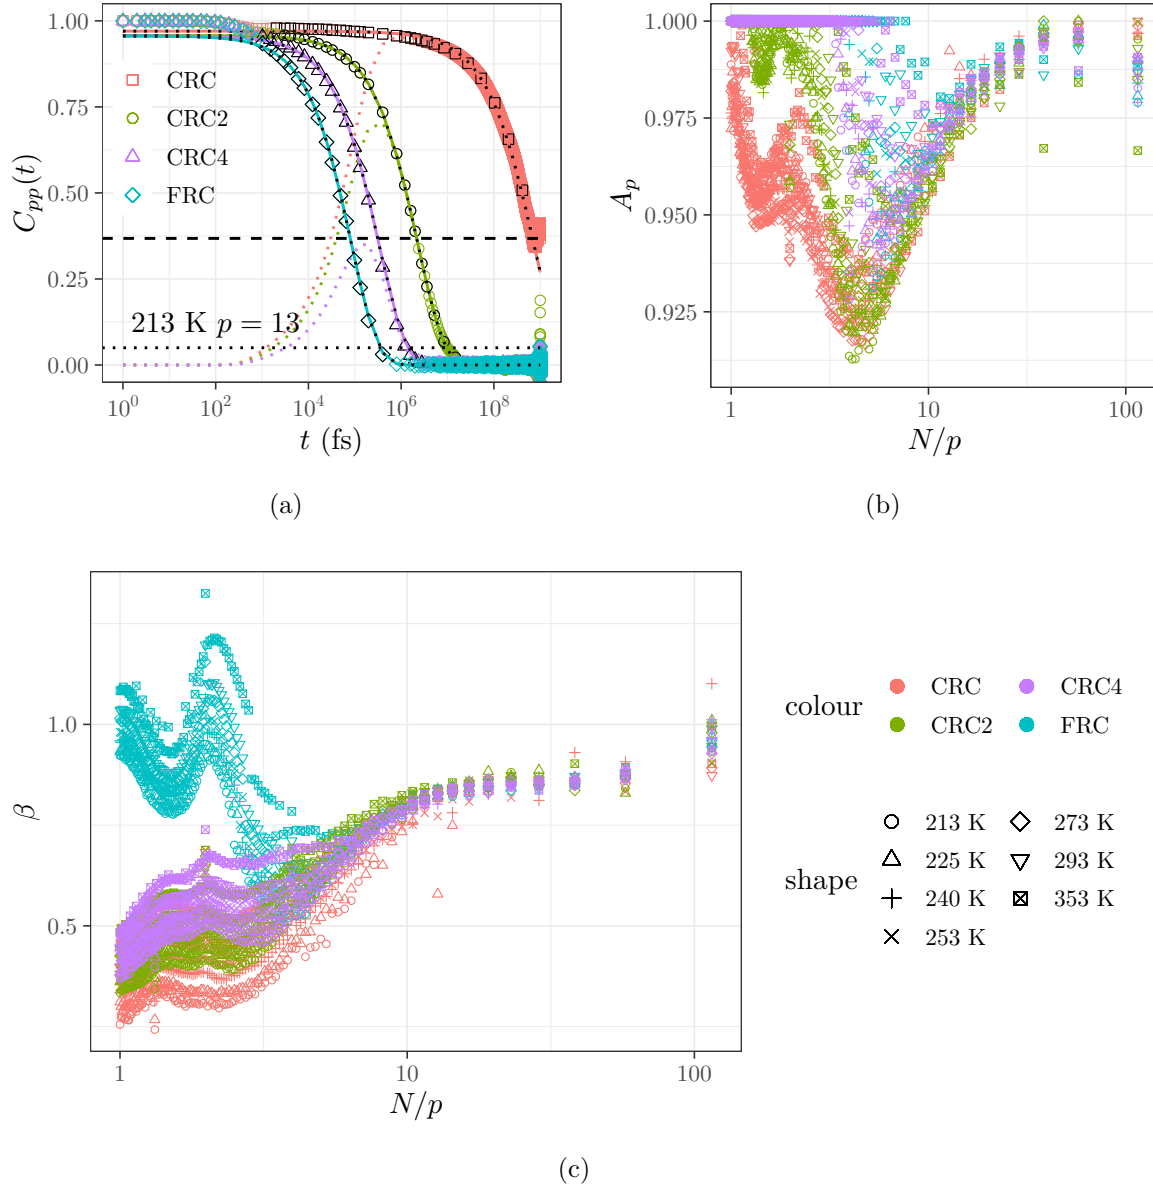 1.00
0.75
0.50
0.25
0.00
C_pp(t)
CRC
CRC2
CRC4
FRC
213 K p = 13
10^0
10^2
10^4
10^6
10^8
t (fs)
(a)
1.000
0.975
0.950
0.925
A_p
1
10
100
N/p
(b)
1.0
0.5
β
1
10
100
N/p
colour
CRC
CRC4
CRC2
FRC
shape
213 K
273 K
225 K
293 K
240 K
353 K
253 K
(c)